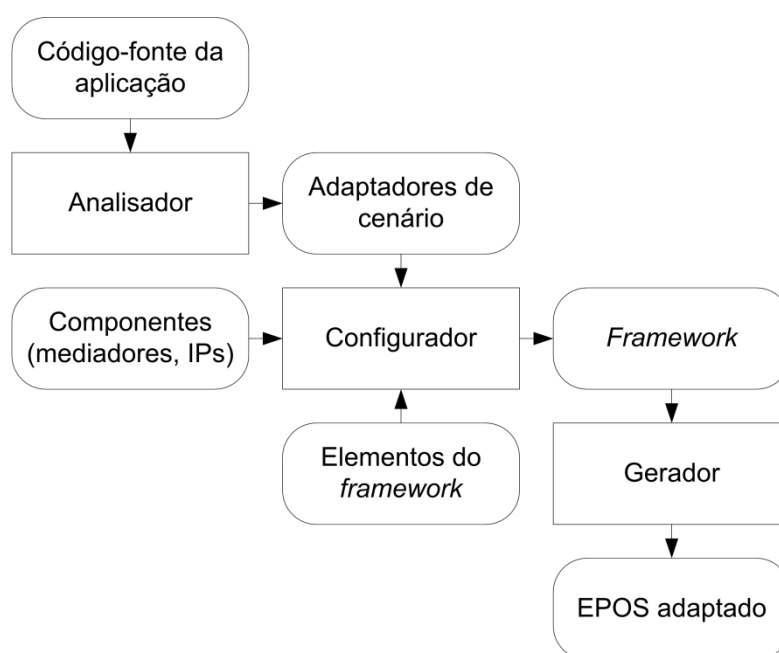 Código-fonte da
aplicação
Analisador
Adaptadores de
cenário
Componentes
(mediadores, IPs)
Configurador
Framework
Elementos do
framework
Gerador
EPOS adaptado